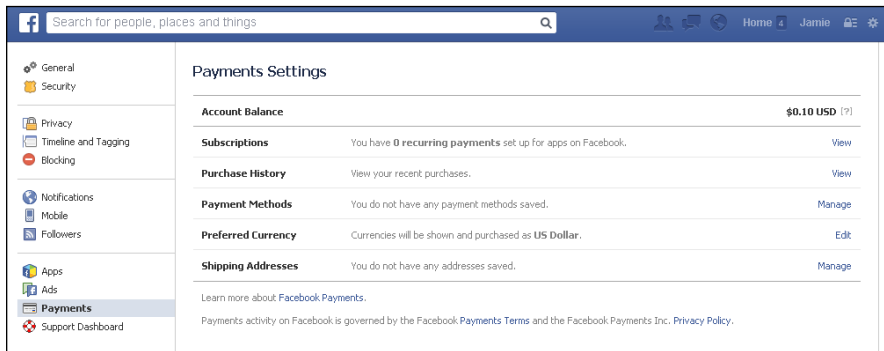 f Search for people, places and things Home 4 Jamie
General
Security
Privacy
Timeline and Tagging
Blocking
Notifications
Mobile
Followers
Apps
Ads
Payments
Support Dashboard
Payments Settings
Account Balance $0.10 USD [?]
Subscriptions You have 0 recurring payments set up for apps on Facebook. View
Purchase History View your recent purchases. View
Payment Methods You do not have any payment methods saved. Manage
Preferred Currency Currencies will be shown and purchased as US Dollar. Edit
Shipping Addresses You do not have any addresses saved. Manage
Learn more about Facebook Payments.
Payments activity on Facebook is governed by the Facebook Payments Terms and the Facebook Payments Inc. Privacy Policy.